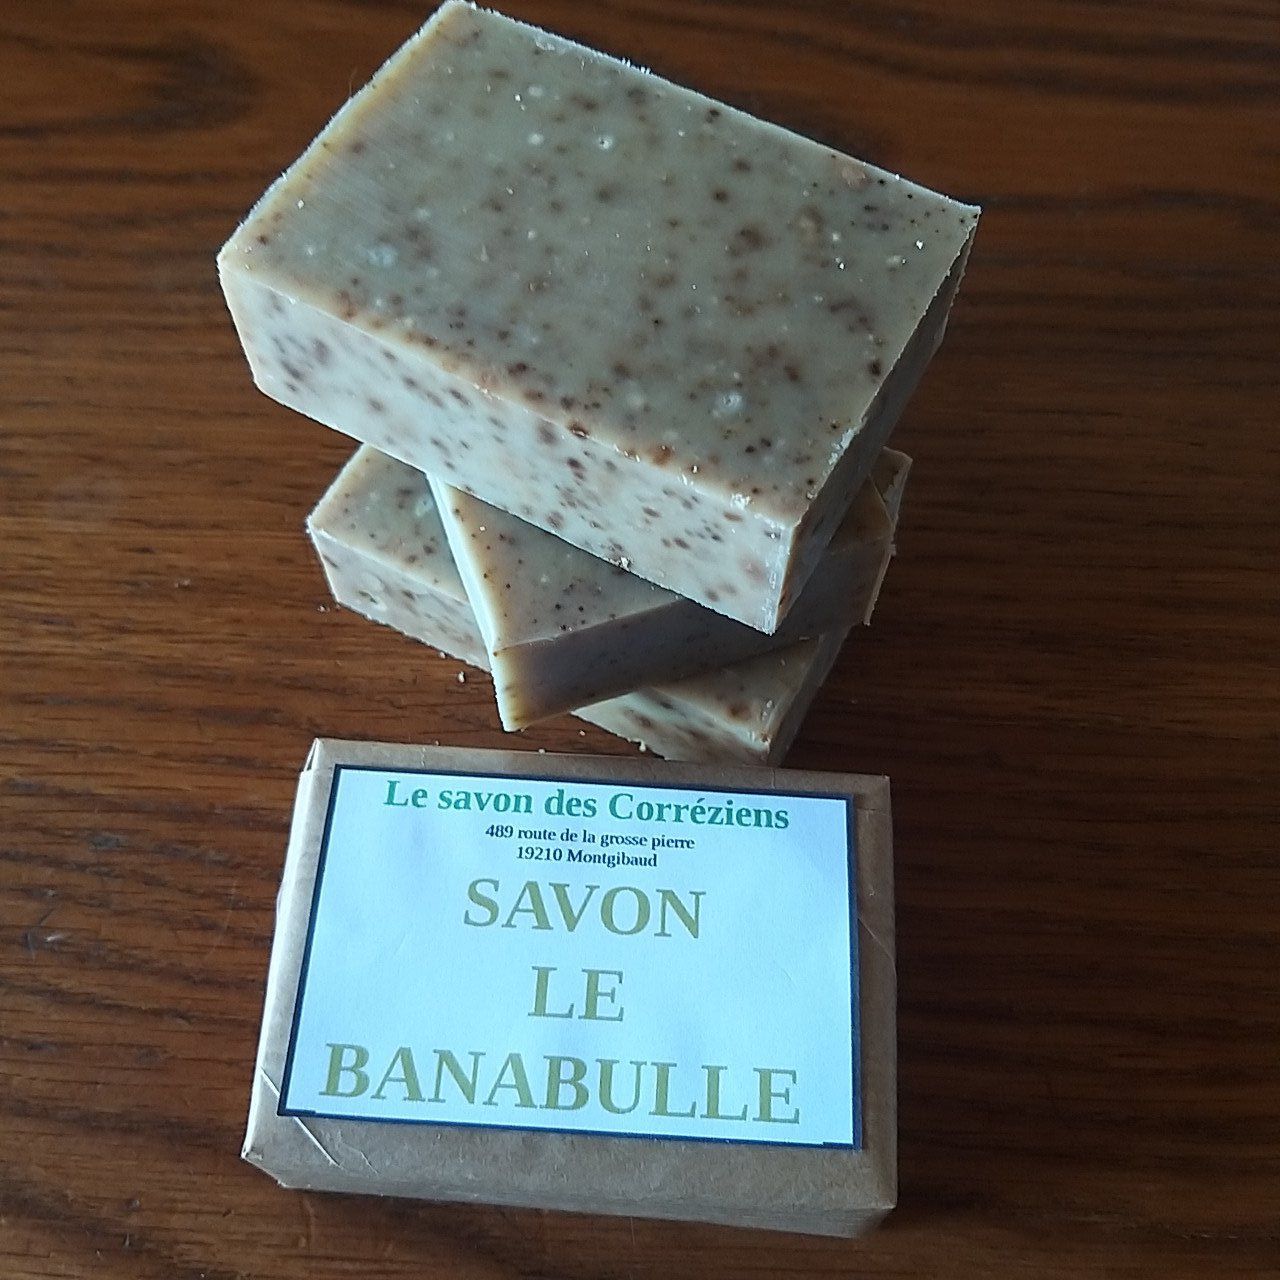 Le savon des Corréziens
489 route de la grosse pierre
19210 Montgibaud
SAVON
LE
BANABULLE